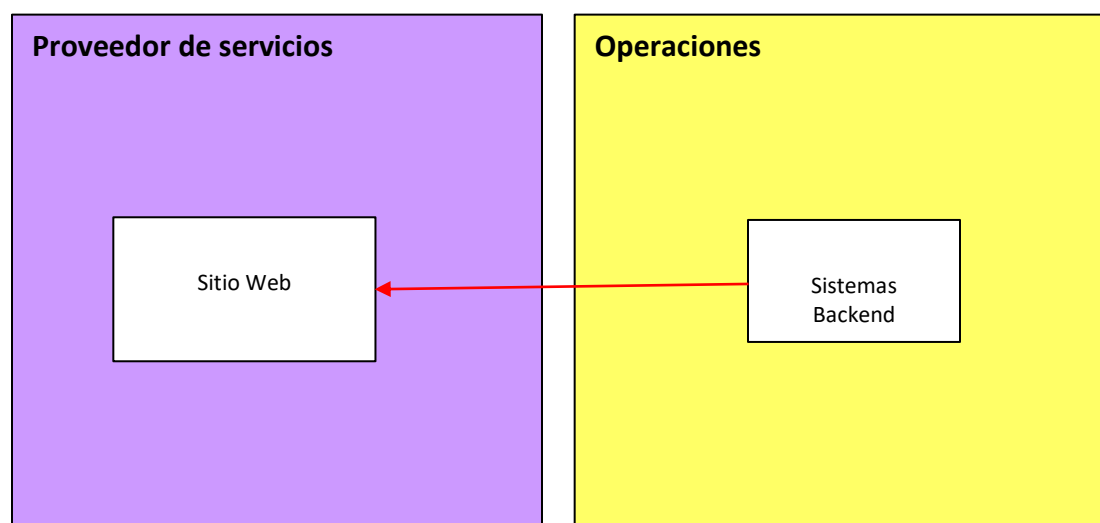 Proveedor de servicios
Operaciones
Sitio Web
Sistemas
Backend